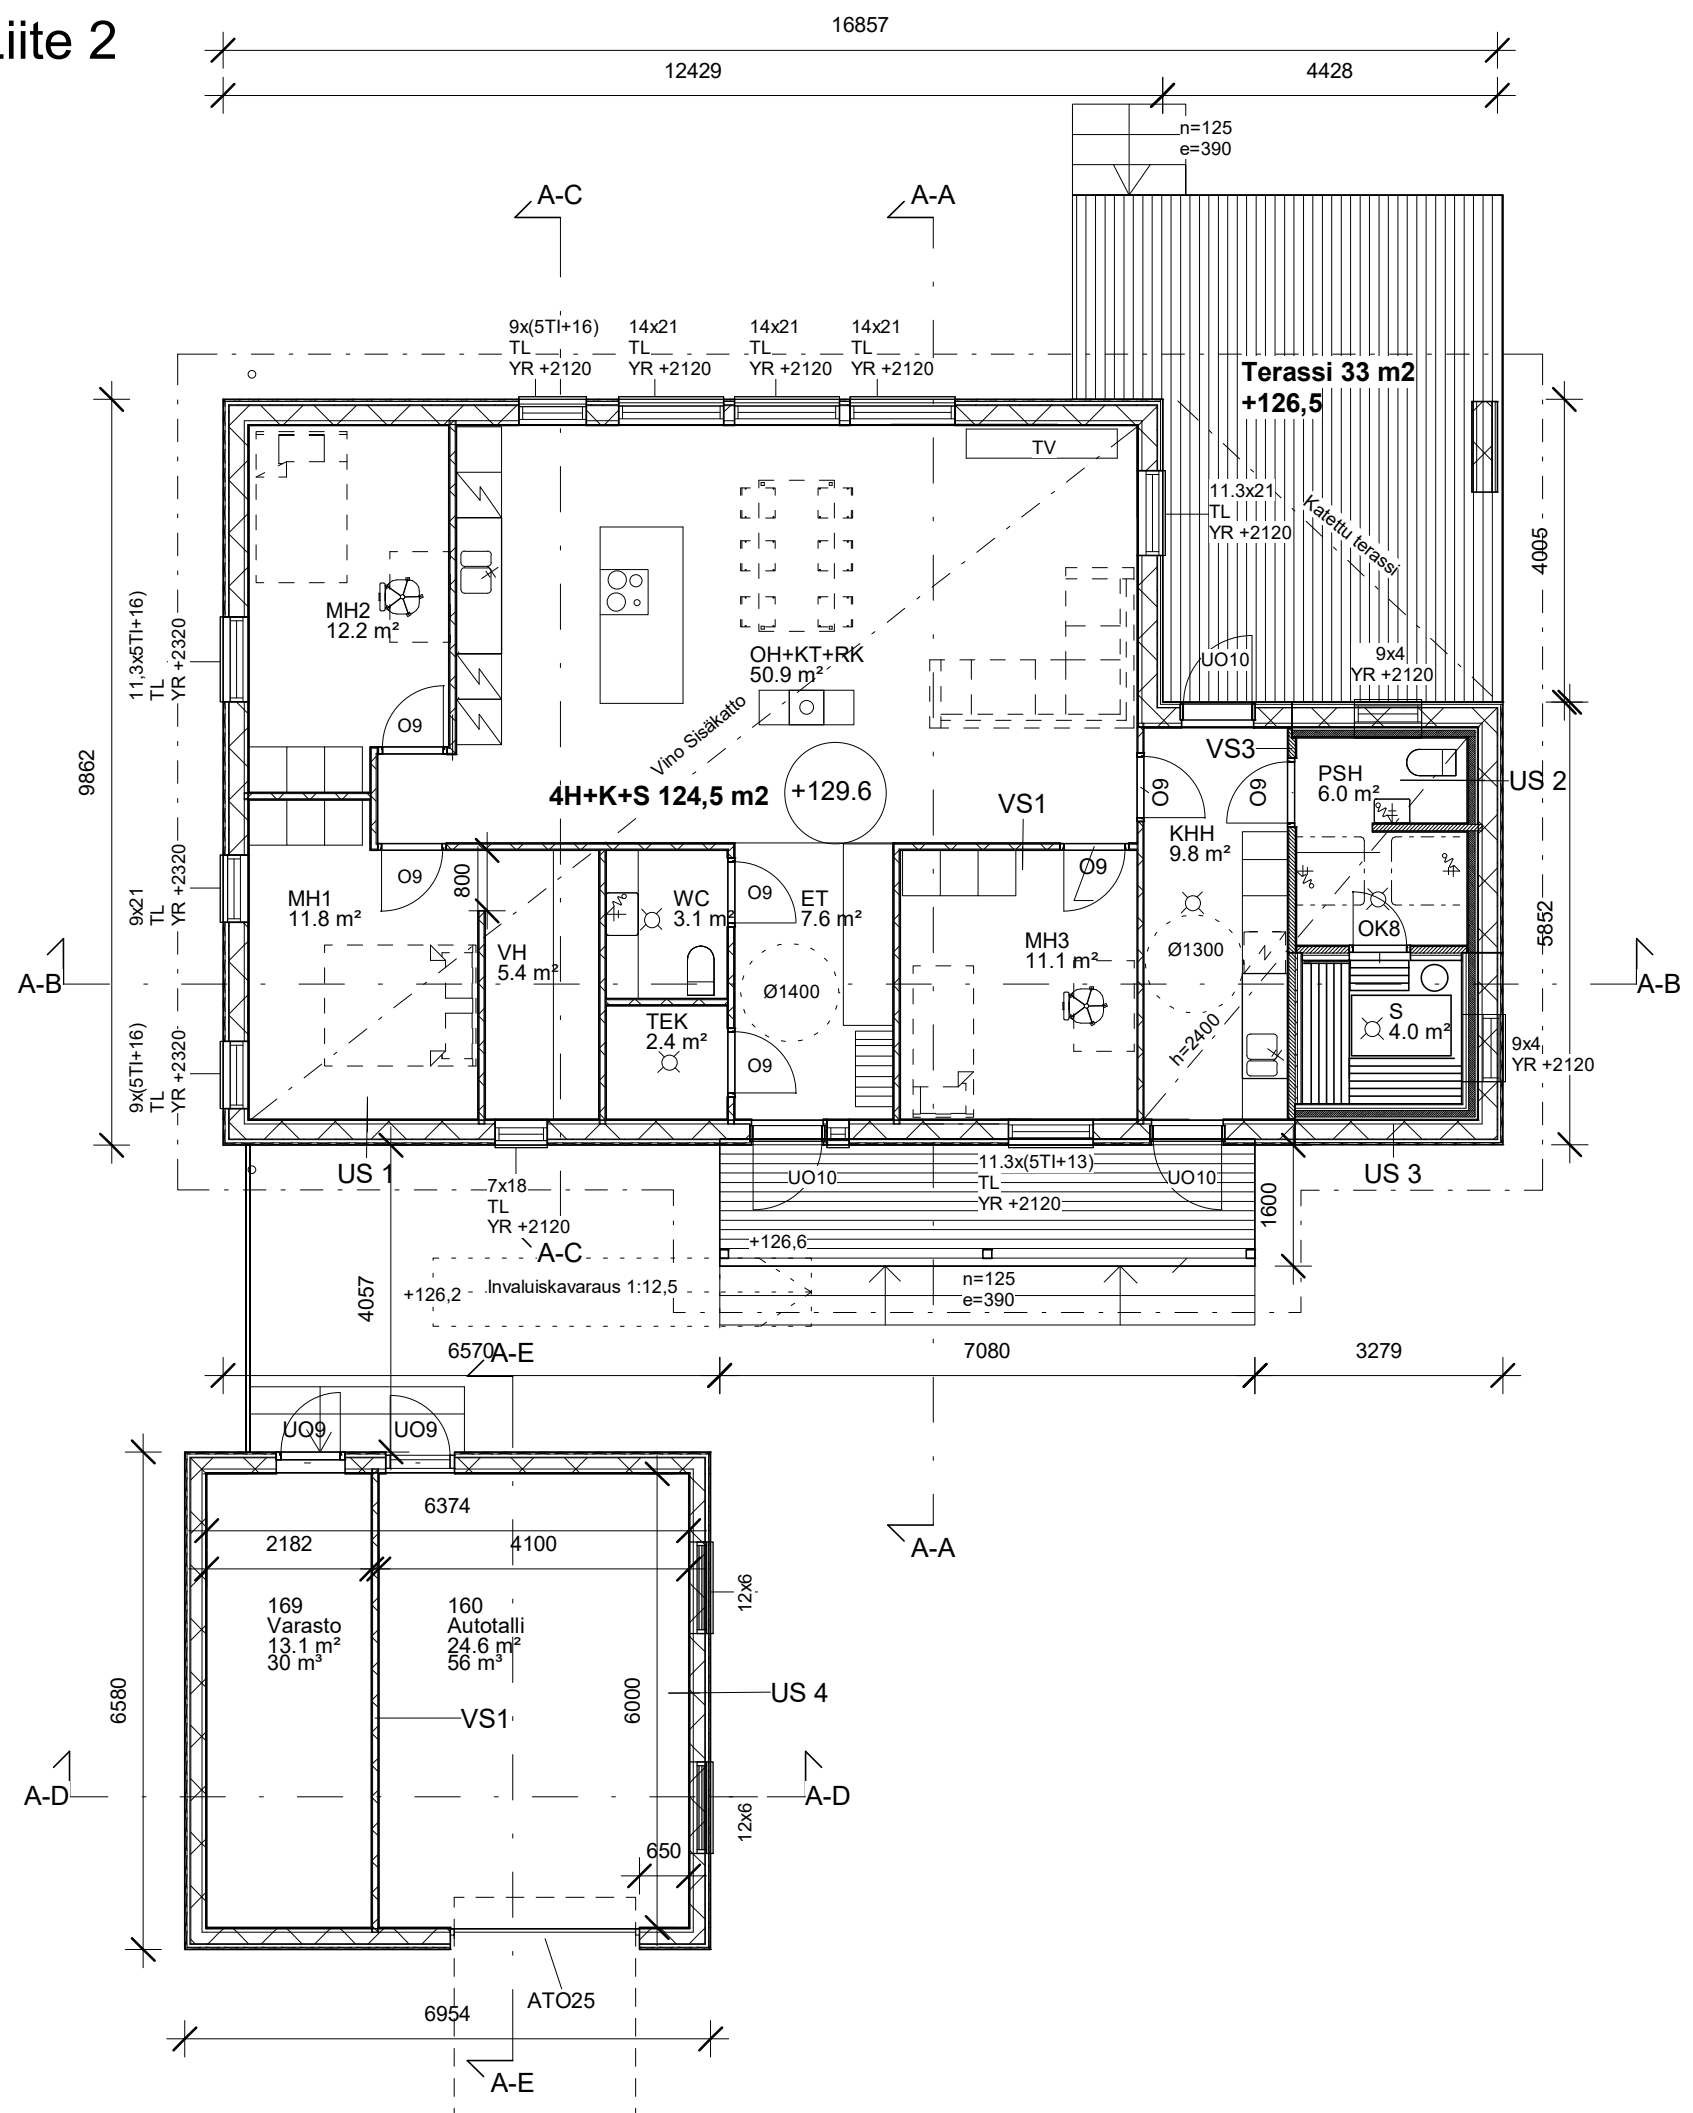 iite 2
16857
12429
4428
n=125
e=390
A-C
A-A
9x(5TI+16)
TL
YR +2120
14x21
TL
YR +2120
14x21
TL
YR +2120
14x21
TL
YR +2120
Terassi 33 m2
+126,5
TV
11.3x21
TL
YR +2120
Katettu terassi
4005
MH2
12.2 m²
11,3x5TI+16)
TL
YR +2320
OH+KT+RK
50.9 m²
UO10
9x4
YR +2120
O9
Vino Sisäkatto
9862
4H+K+S 124,5 m2
+129.6
VS1
VS3
O9
O9
PSH
6.0 m²
US 2
KHH
9.8 m²
9x21
TL
YR +2320
MH1
11.8 m²
O9
800
WC
3.1 m²
O9
ET
7.6 m²
O9
OK8
5852
VH
5.4 m²
MH3
11.1 m²
Ø1300
Ø1400
A-B
A-B
TEK
2.4 m²
O9
h=2400
S
4.0 m²
9x4
YR +2120
9x(5TI+16)
TL
YR +2320
US 1
7x18
TL
YR +2120
A-C
UO10
11.3x(5TI+13)
TL
YR +2120
UO10
1600
US 3
+126,6
4057
+126,2
Invaluiskavaraus 1:12,5
n=125
e=390
6570
A-E
7080
3279
UO9
UO9
6374
2182
4100
A-A
12x6
169
Varasto
13.1 m²
30 m³
160
Autotalli
24.6 m²
56 m³
6580
6000
US 4
VS1
A-D
A-D
12x6
650
ATO25
6954
A-E